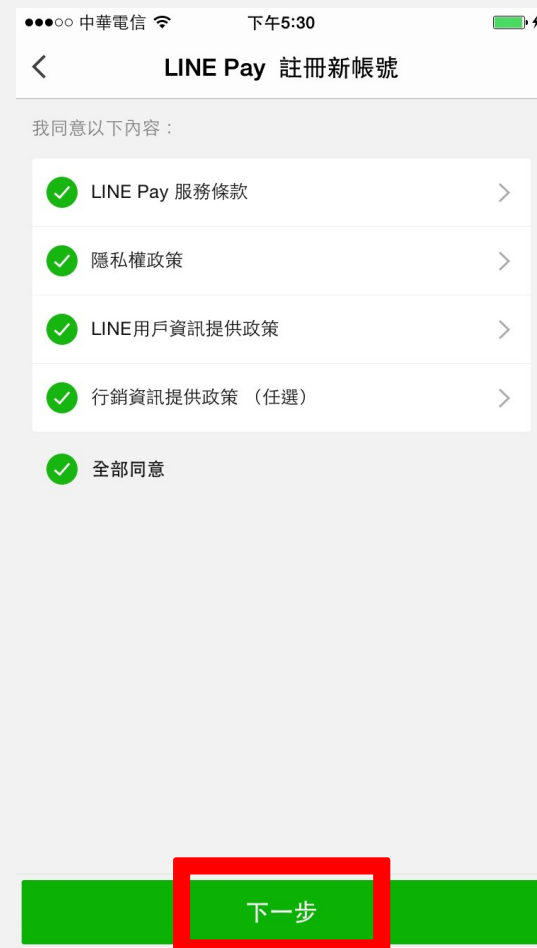 中華電信 下午5:30
LINE Pay 註冊新帳號
我同意以下內容：
LINE Pay 服務條款
隱私權政策
LINE用戶資訊提供政策
行銷資訊提供政策 （任選）
全部同意
下一步